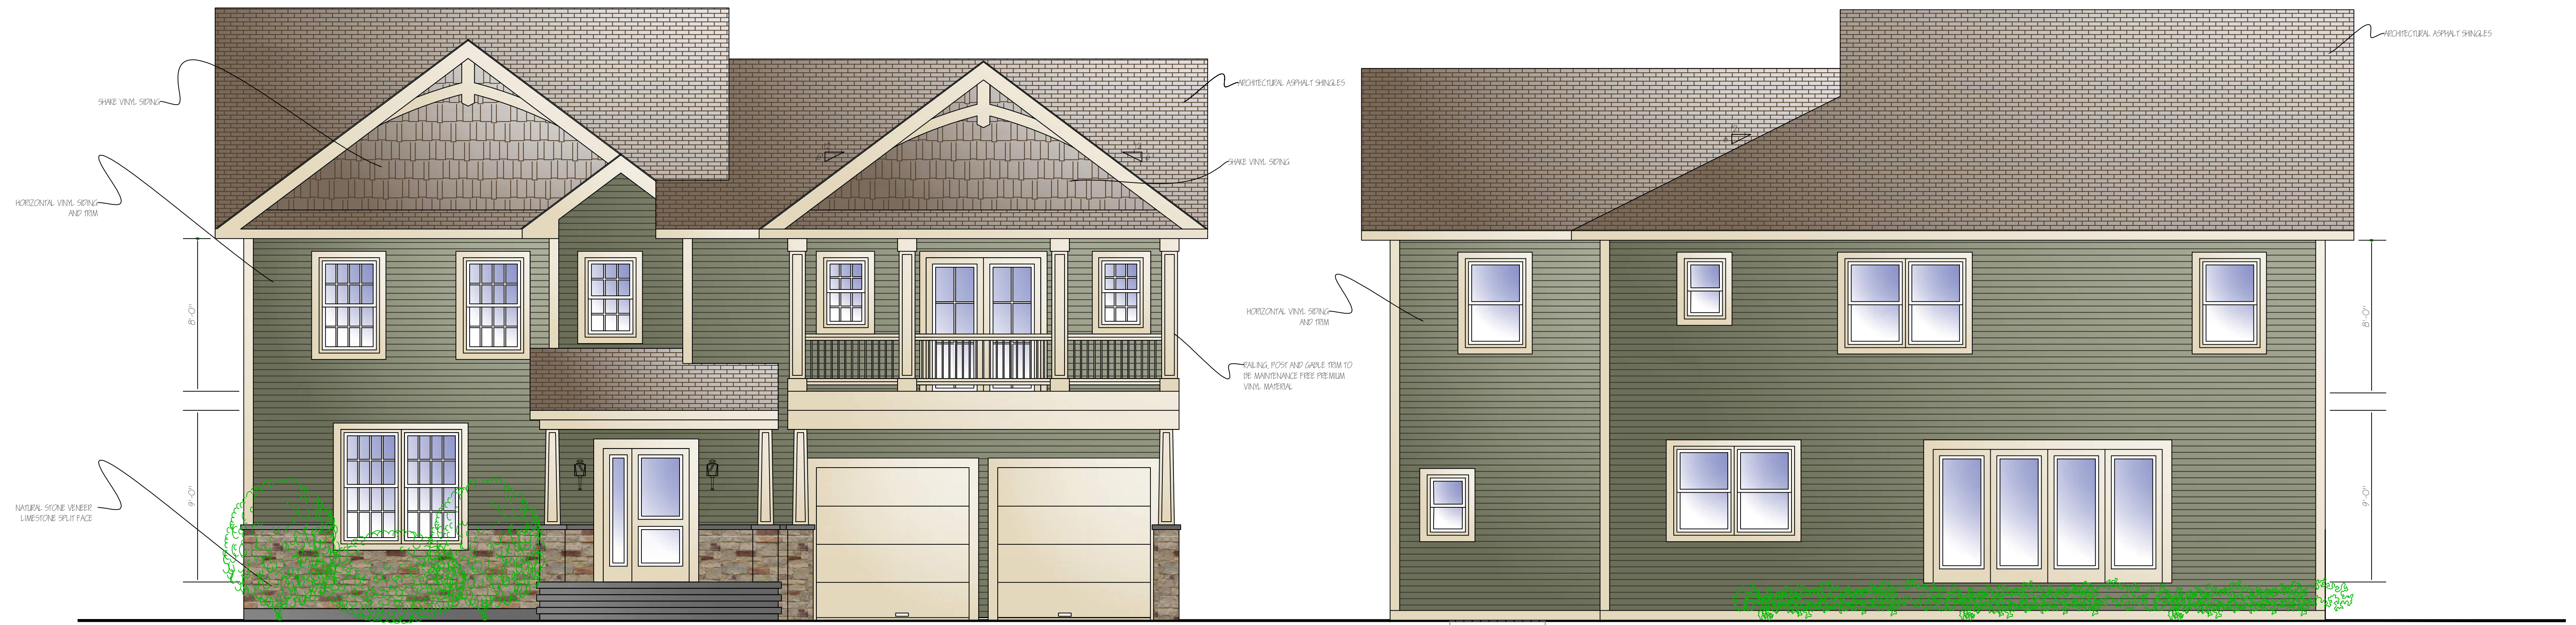 SHAKE VINYL SIDING
HORIZONTAL VINYL SIDING
AND TRIM
8'-0"
9'-0"
NATURAL STONE VENEER
LIMESTONE SPLIT FACE
ARCHITECTURAL ASPHALT SHINGLES
SHAKE VINYL SIDING
RAILING, POST AND GABLE TRIM TO
BE MAINTENANCE FREE PREMIUM
VINYL MATERIAL
HORIZONTAL VINYL SIDING
AND TRIM
ARCHITECTURAL ASPHALT SHINGLES
8'-0"
9'-0"